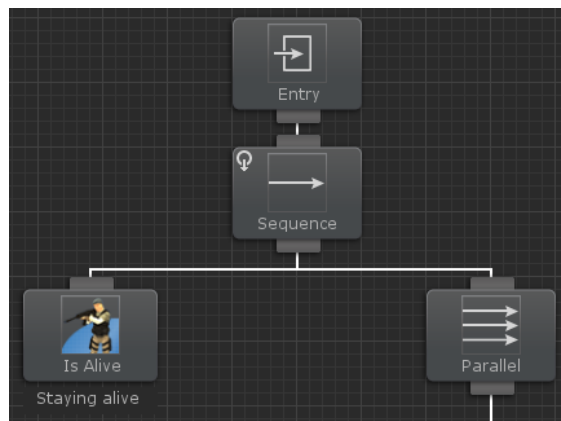 Entry
Sequence
Is Alive
Parallel
Staying alive